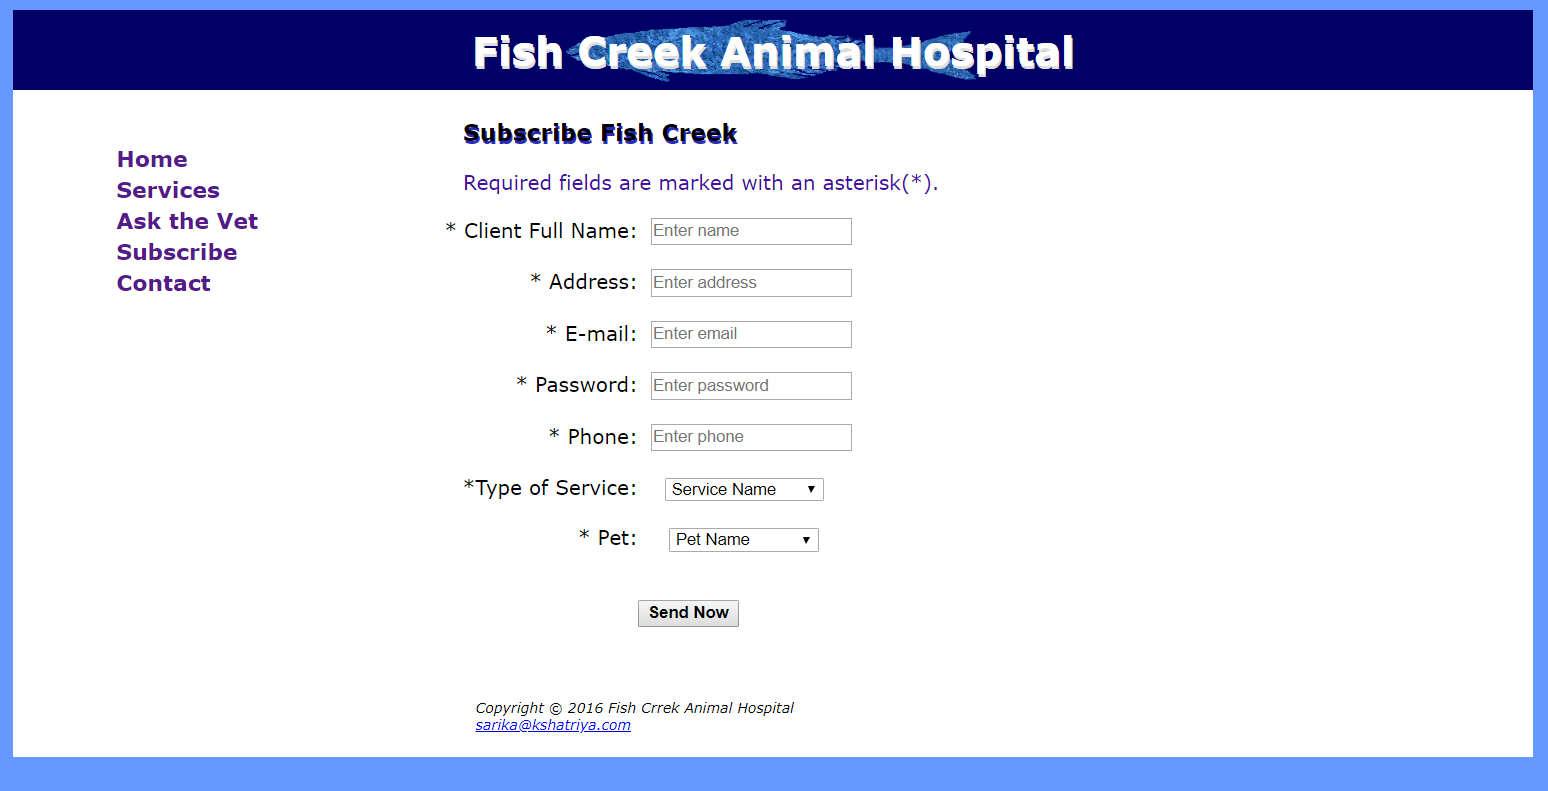 Fish Creek Animal Hospital
Home
Services
Ask the Vet
Subscribe
Contact
Subscribe Fish Creek
Required fields are marked with an asterisk(*).
* Client Full Name: Enter name
* Address: Enter address
* E-mail: Enter email
* Password: Enter password
* Phone: Enter phone
*Type of Service: Service Name
* Pet: Pet Name
Send Now
Copyright © 2016 Fish Crrek Animal Hospital
sarika@kshatriya.com